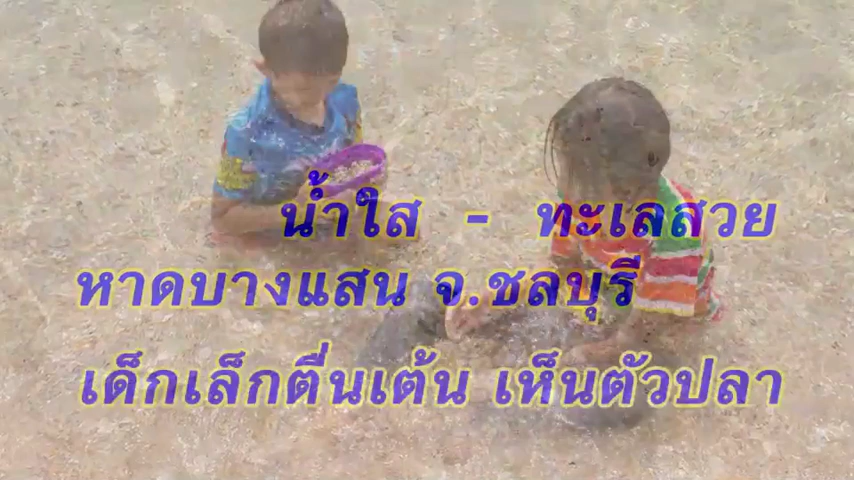 น้ำใส - ทะเลสวย
หาดบางแสน จ.ชลบุรี
เด็กเล็กตื่นเต้น เห็นตัวปลา